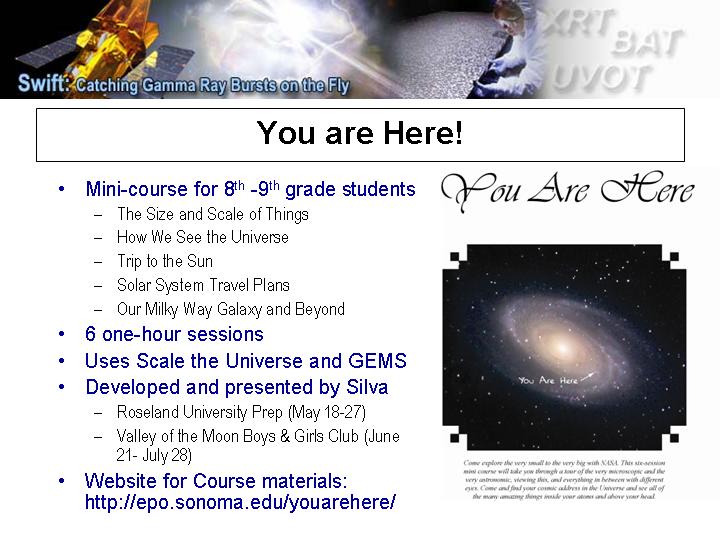 XRT
BAT
UVOT
Swift: Catching Gamma Ray Bursts on the Fly
You are Here!
• Mini-course for 8th -9th grade students
– The Size and Scale of Things
– How We See the Universe
– Trip to the Sun
– Solar System Travel Plans
– Our Milky Way Galaxy and Beyond
• 6 one-hour sessions
• Uses Scale the Universe and GEMS
• Developed and presented by Silva
– Roseland University Prep (May 18-27)
– Valley of the Moon Boys & Girls Club (June
21- July 28)
• Website for Course materials:
http://epo.sonoma.edu/youarehere/
You Are Here
You Are Here
Come explore the very small to the very big with NASA. This six-session
mini course will take you through a tour of the very microscopic and the
very astronomic, viewing this, and everything in between with different
eyes. Come and find your cosmic address in the Universe and see all of
the many amazing things inside your atoms and above your head.